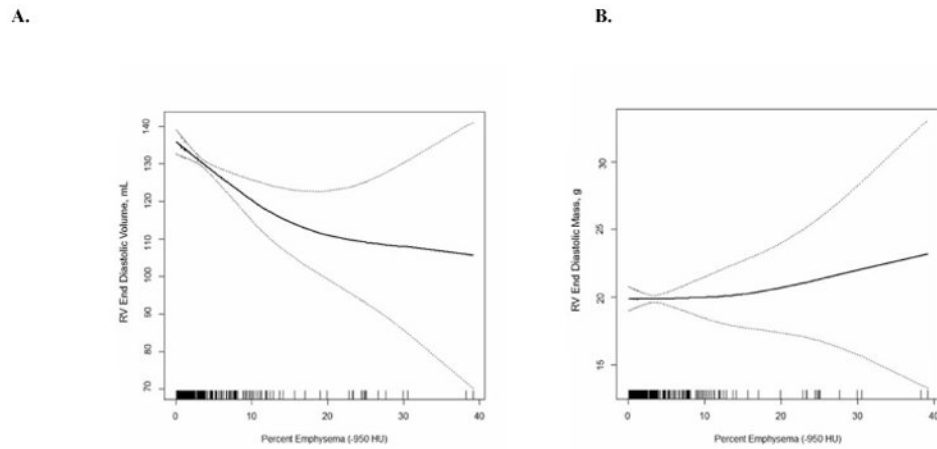 A.
B.
RV End Diastolic Volume, mL
140
130
120
110
100
90
80
70
0 10 20 30 40
Percent Emphysema (-950 HU)
RV End Diastolic Mass, g
30
25
20
15
0 10 20 30 40
Percent Emphysema (-950 HU)